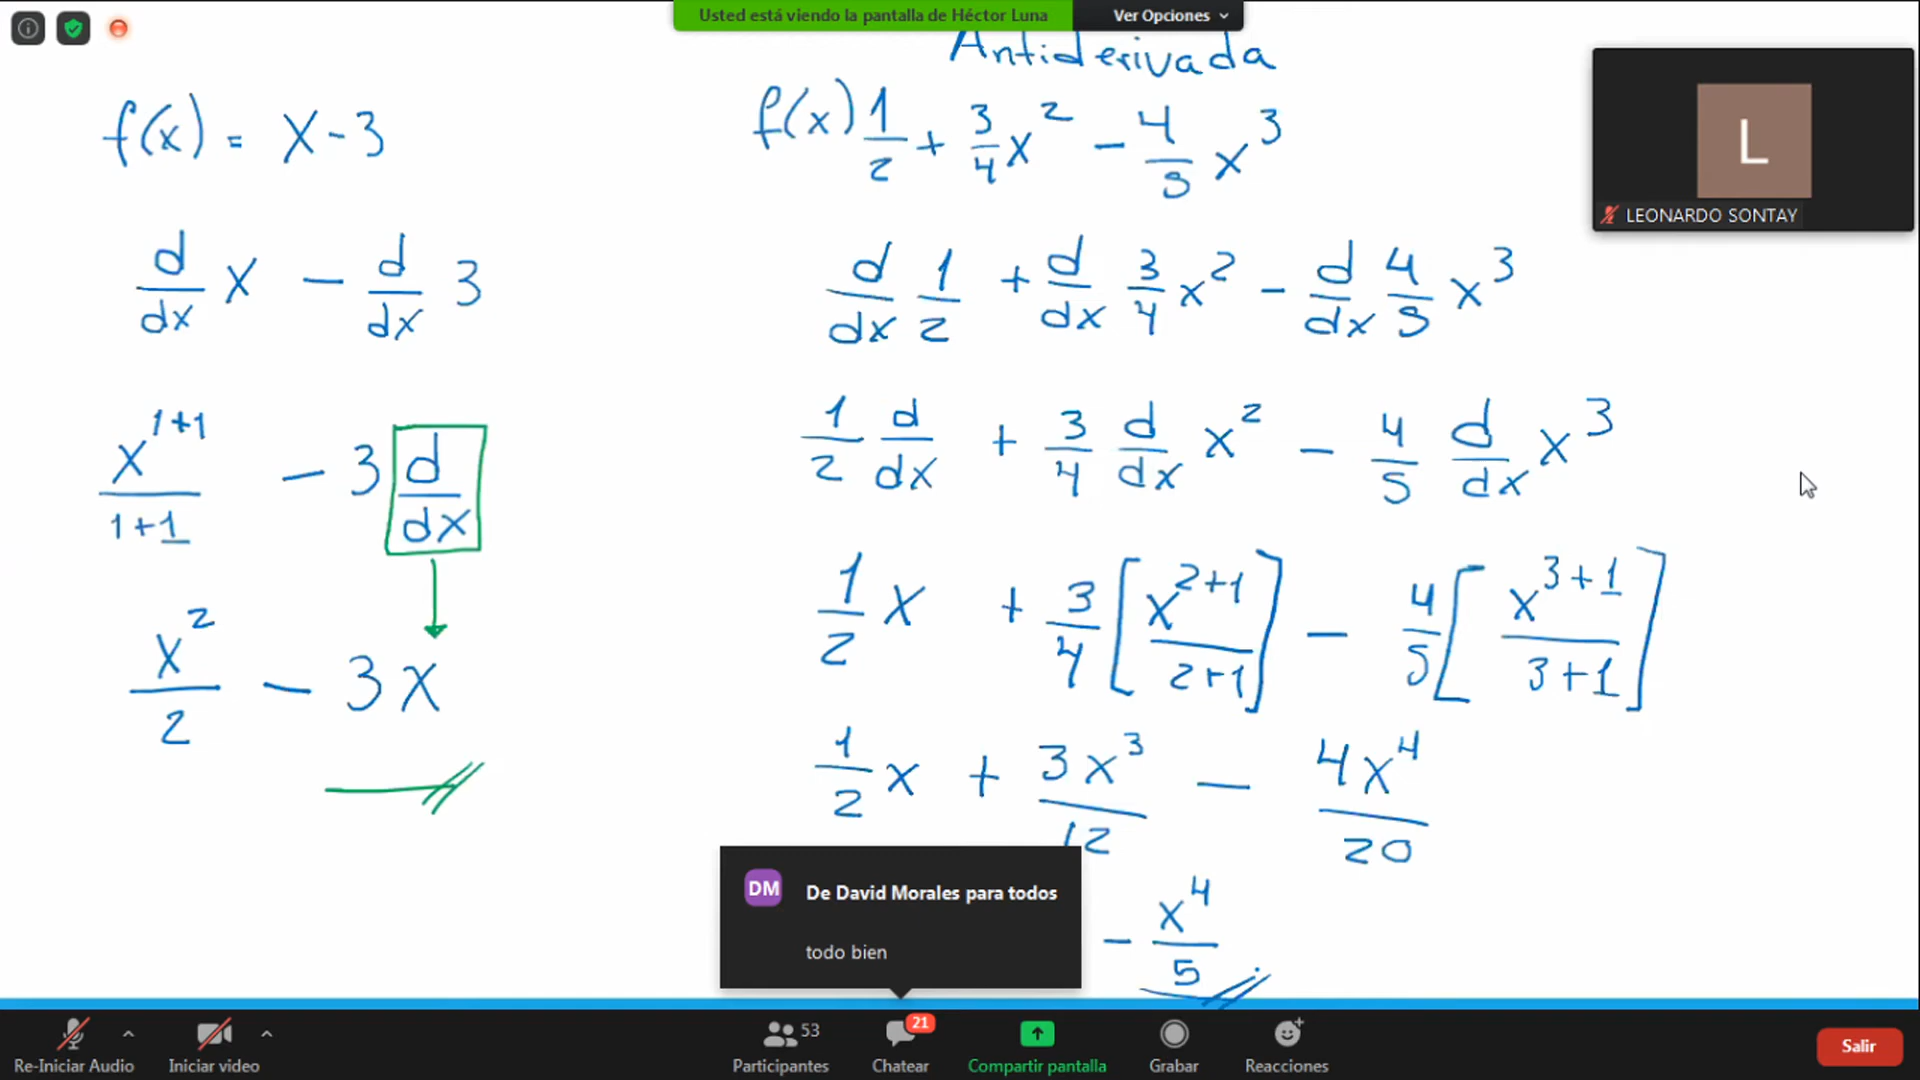 Usted está viendo la pantalla de Héctor Luna
Ver Opciones
Antiderivada
f(x) = x - 3
d/dx x - d/dx 3
x^(1+1)/(1+1) - 3 d/dx
x^2/2 - 3x
f(x) 1/2 + 3/4 x^2 - 4/5 x^3
d/dx 1/2 + d/dx 3/4 x^2 - d/dx 4/5 x^3
1/2 d/dx + 3/4 d/dx x^2 - 4/5 d/dx x^3
1/2 x + 3/4 [x^(2+1)/(2+1)] - 4/5 [x^(3+1)/(3+1)]
1/2 x + 3x^3/12 - 4x^4/20
- x^4/5
L
LEONARDO SONTAY
DM
De David Morales para todos
todo bien
Re-Iniciar Audio
Iniciar video
53
Participantes
21
Chatear
Compartir pantalla
Grabar
Reacciones
Salir